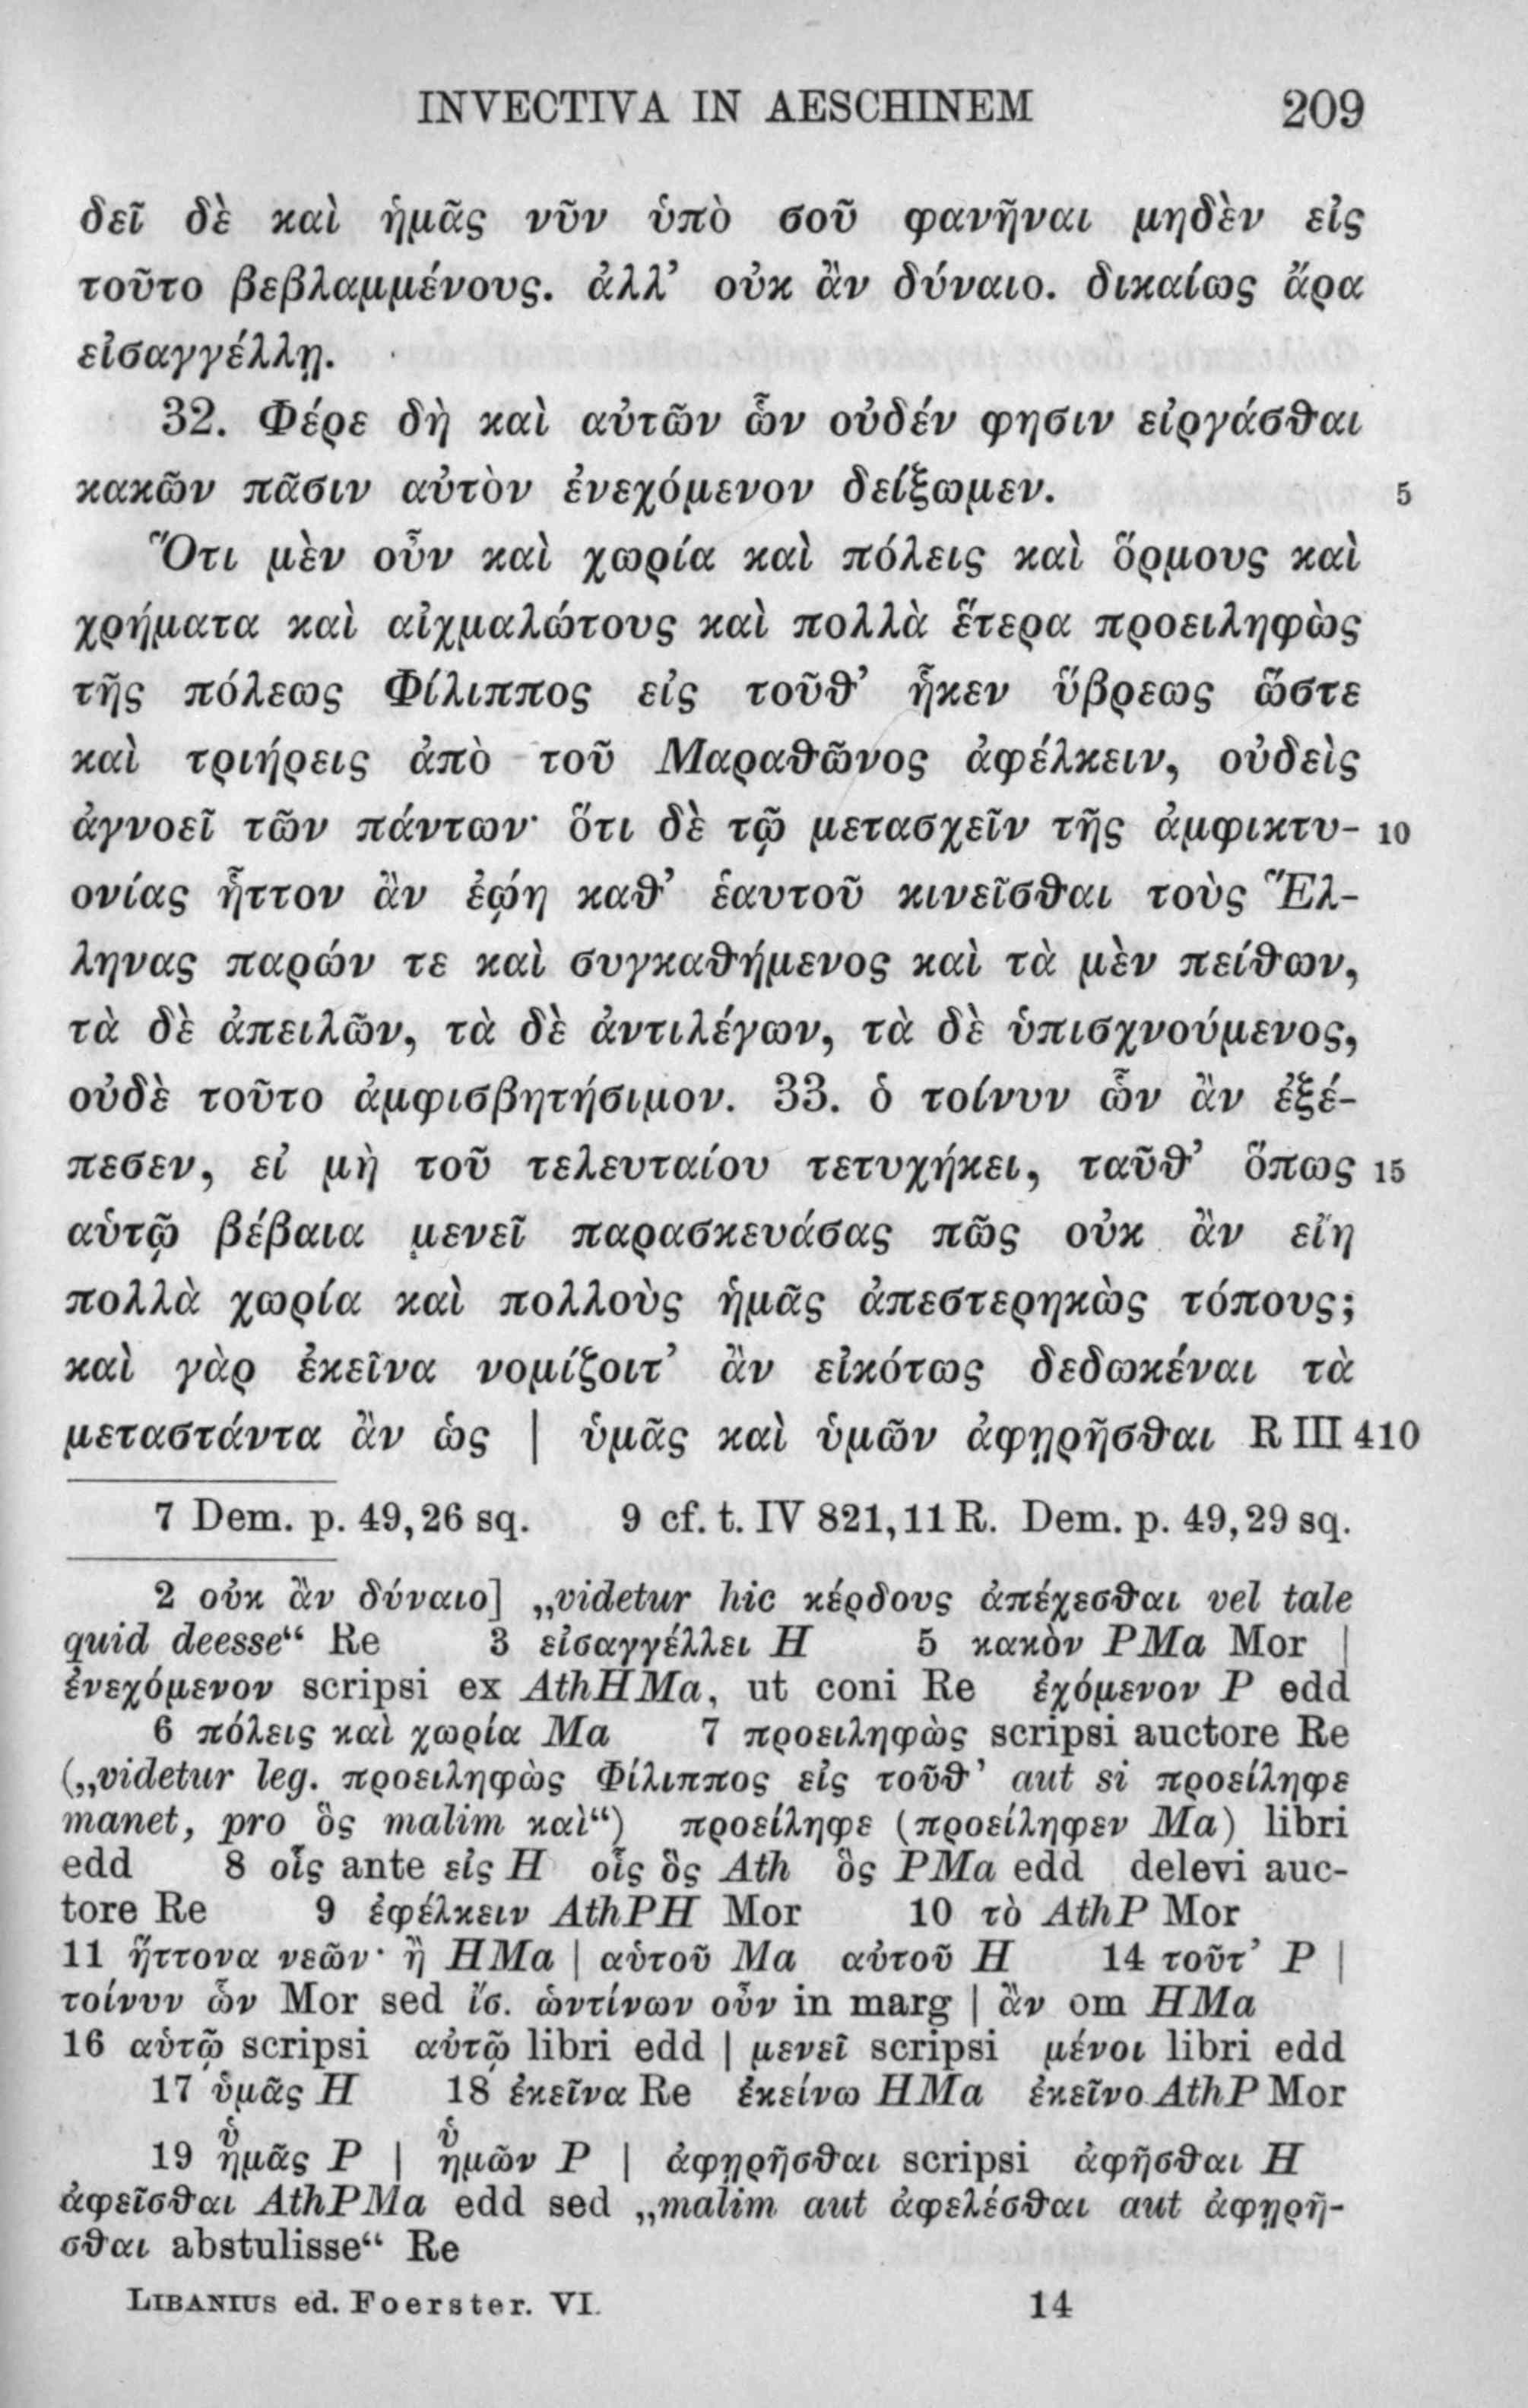 INVECTIVA IN AESCHINEM 209
δεῖ δὲ καὶ ἡμᾶς νῦν ὑπὸ σοῦ φανῆναι μηδὲν εἰς
τοῦτο βεβλαμμένους. ἀλλ’ οὐκ ἂν δύναιο. δικαίως ἄρα
εἰσαγγέλλῃ.
32. Φέρε δὴ καὶ αὐτῶν ὧν οὐδέν φησιν εἰργάσθαι
κακῶν πᾶσιν αὐτὸν ἐνεχόμενον δείξωμεν. 5
Ὅτι μὲν οὖν καὶ χωρία καὶ πόλεις καὶ ὅρμους καὶ
χρήματα καὶ αἰχμαλώτους καὶ πολλὰ ἕτερα προειληφὼς
τῆς πόλεως Φίλιππος εἰς τοῦθ’ ἧκεν ὕβρεως ὥστε
καὶ τριήρεις ἀπὸ τοῦ Μαραθῶνος ἀφέλκειν, οὐδεὶς
ἀγνοεῖ τῶν πάντων· ὅτι δὲ τῷ μετασχεῖν τῆς ἀμφικτυ- 10
ονίας ἧττον ἂν ἐῴη καθ’ ἑαυτοῦ κινεῖσθαι τοὺς Ἕλ-
ληνας παρών τε καὶ συγκαθήμενος καὶ τὰ μὲν πείθων,
τὰ δὲ ἀπειλῶν, τὰ δὲ ἀντιλέγων, τὰ δὲ ὑπισχνούμενος,
οὐδὲ τοῦτο ἀμφισβητήσιμον. 33. ὁ τοίνυν ὧν ἂν ἐξέ-
πεσεν, εἰ μὴ τοῦ τελευταίου τετυχήκει, ταῦθ’ ὅπως 15
αὑτῷ βέβαια μενεῖ παρασκευάσας πῶς οὐκ ἂν εἴη
πολλὰ χωρία καὶ πολλοὺς ἡμᾶς ἀπεστερηκὼς τόπους;
καὶ γὰρ ἐκεῖνα νομίζοιτ’ ἂν εἰκότως δεδωκέναι τὰ
μεταστάντα ἂν ὡς | ὑμᾶς καὶ ὑμῶν ἀφῃρῆσθαι R III 410
7 Dem. p. 49,26 sq. 9 cf. t. IV 821,11 R. Dem. p. 49,29 sq.
2 οὐκ ἂν δύναιο] „videtur hic κέρδους ἀπέχεσθαι vel tale
quid deesse“ Re 3 εἰσαγγέλλει H 5 κακὸν PMa Mor |
ἐνεχόμενον scripsi ex AthHMa, ut coni Re ἐχόμενον P edd
6 πόλεις καὶ χωρία Ma 7 προειληφὼς scripsi auctore Re
(„videtur leg. προειληφὼς Φίλιππος εἰς τοῦθ’ aut si προείληφε
manet, pro ὃς malim καὶ“) προείληφε (προείληφεν Ma) libri
edd 8 οἷς ante εἰς H οἷς ὃς Ath ὃς PMa edd delevi auc-
tore Re 9 ἐφέλκειν AthPH Mor 10 τὸ AthP Mor
11 ἥττονα νεῶν· ἢ HMa | αὑτοῦ Ma αὐτοῦ H 14 τοῦτ’ P |
τοίνυν ὧν Mor sed ἴσ. ὡντίνων οὖν in marg | ἂν om HMa
16 αὑτῷ scripsi αὐτῷ libri edd | μενεῖ scripsi μένοι libri edd
17 ὑμᾶς H 18 ἐκεῖνα Re ἐκείνω HMa ἐκεῖνο AthP Mor
19 ὑἡμᾶς P | ὑἡμῶν P | ἀφῃρῆσθαι scripsi ἀφῆσθαι H
ἀφεῖσθαι AthPMa edd sed „malim aut ἀφελέσθαι aut ἀφῃρῆ-
σθαι abstulisse“ Re
LIBANIUS ed. Foerster. VI. 14